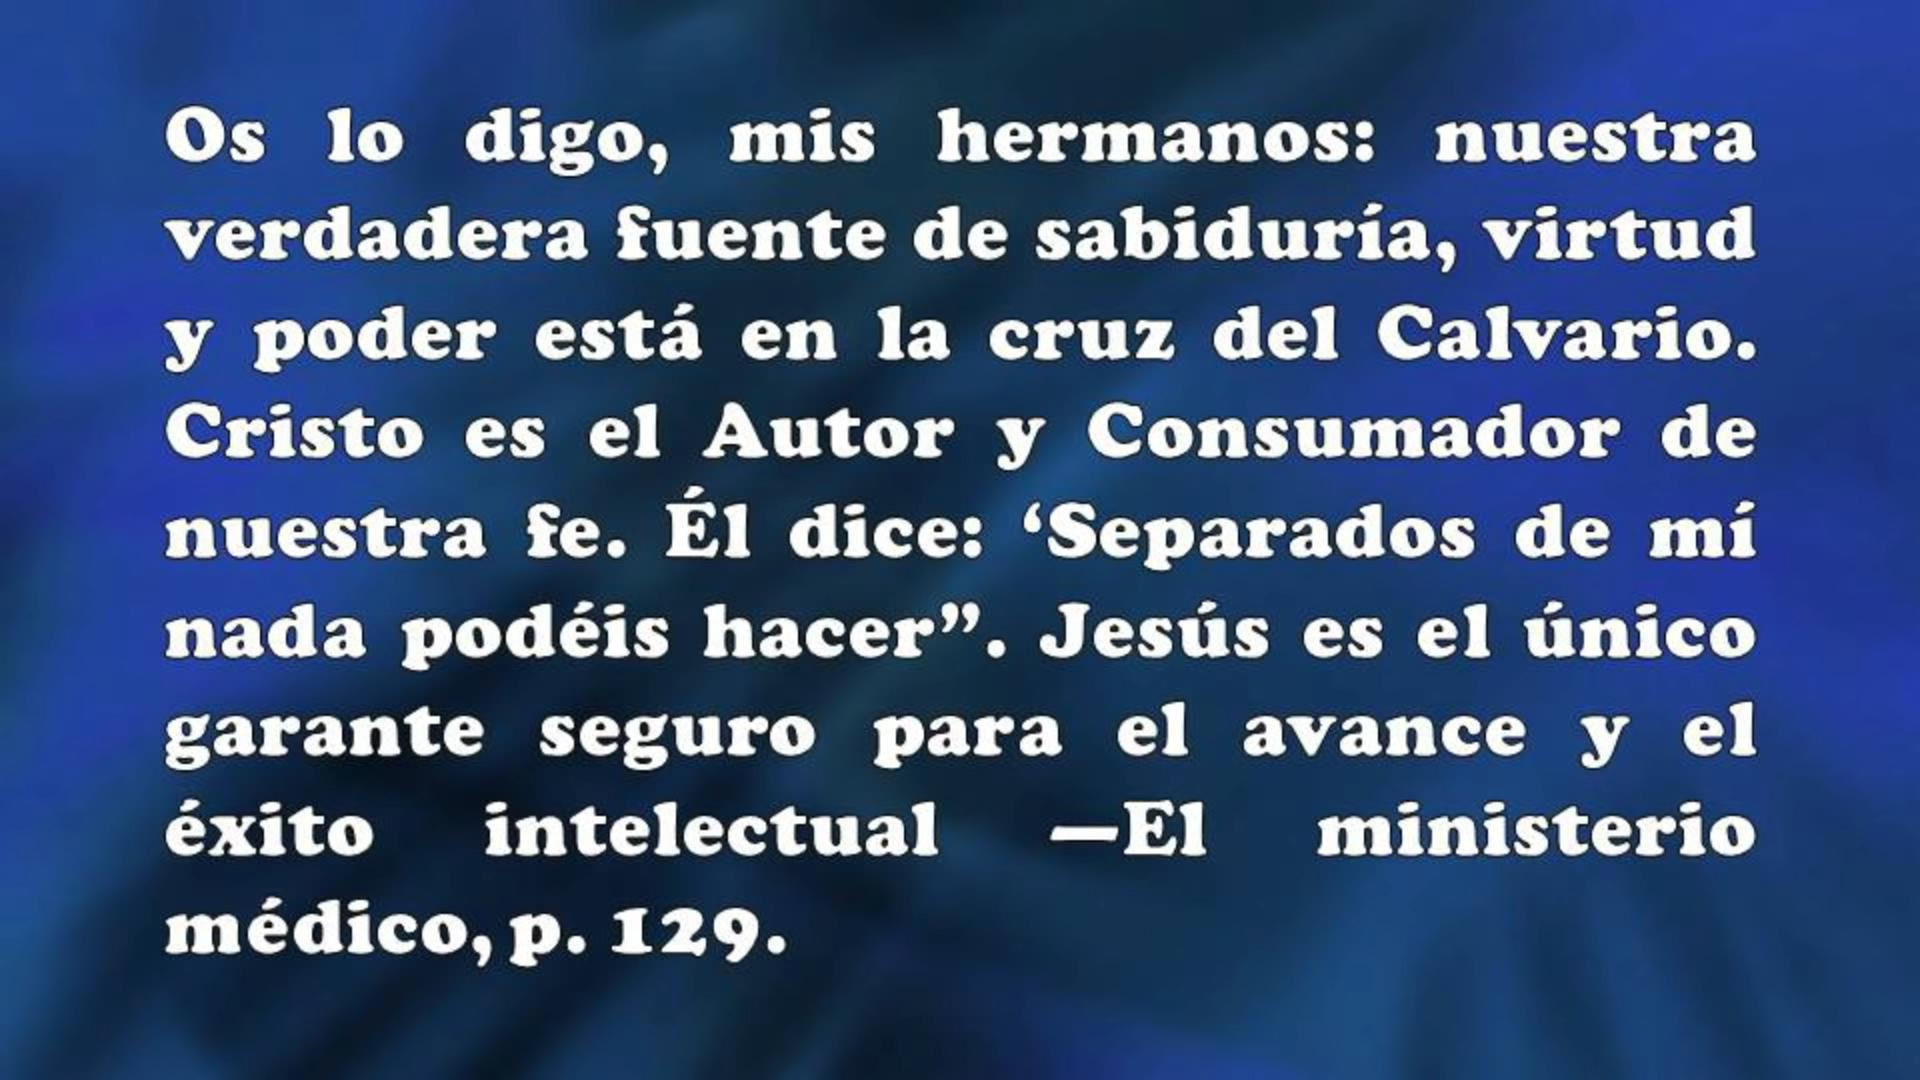 Os lo digo, mis hermanos: nuestra
verdadera fuente de sabiduría, virtud
y poder está en la cruz del Calvario.
Cristo es el Autor y Consumador de
nuestra fe. Él dice: ‘Separados de mí
nada podéis hacer”. Jesús es el único
garante seguro para el avance y el
éxito intelectual —El ministerio
médico, p. 129.